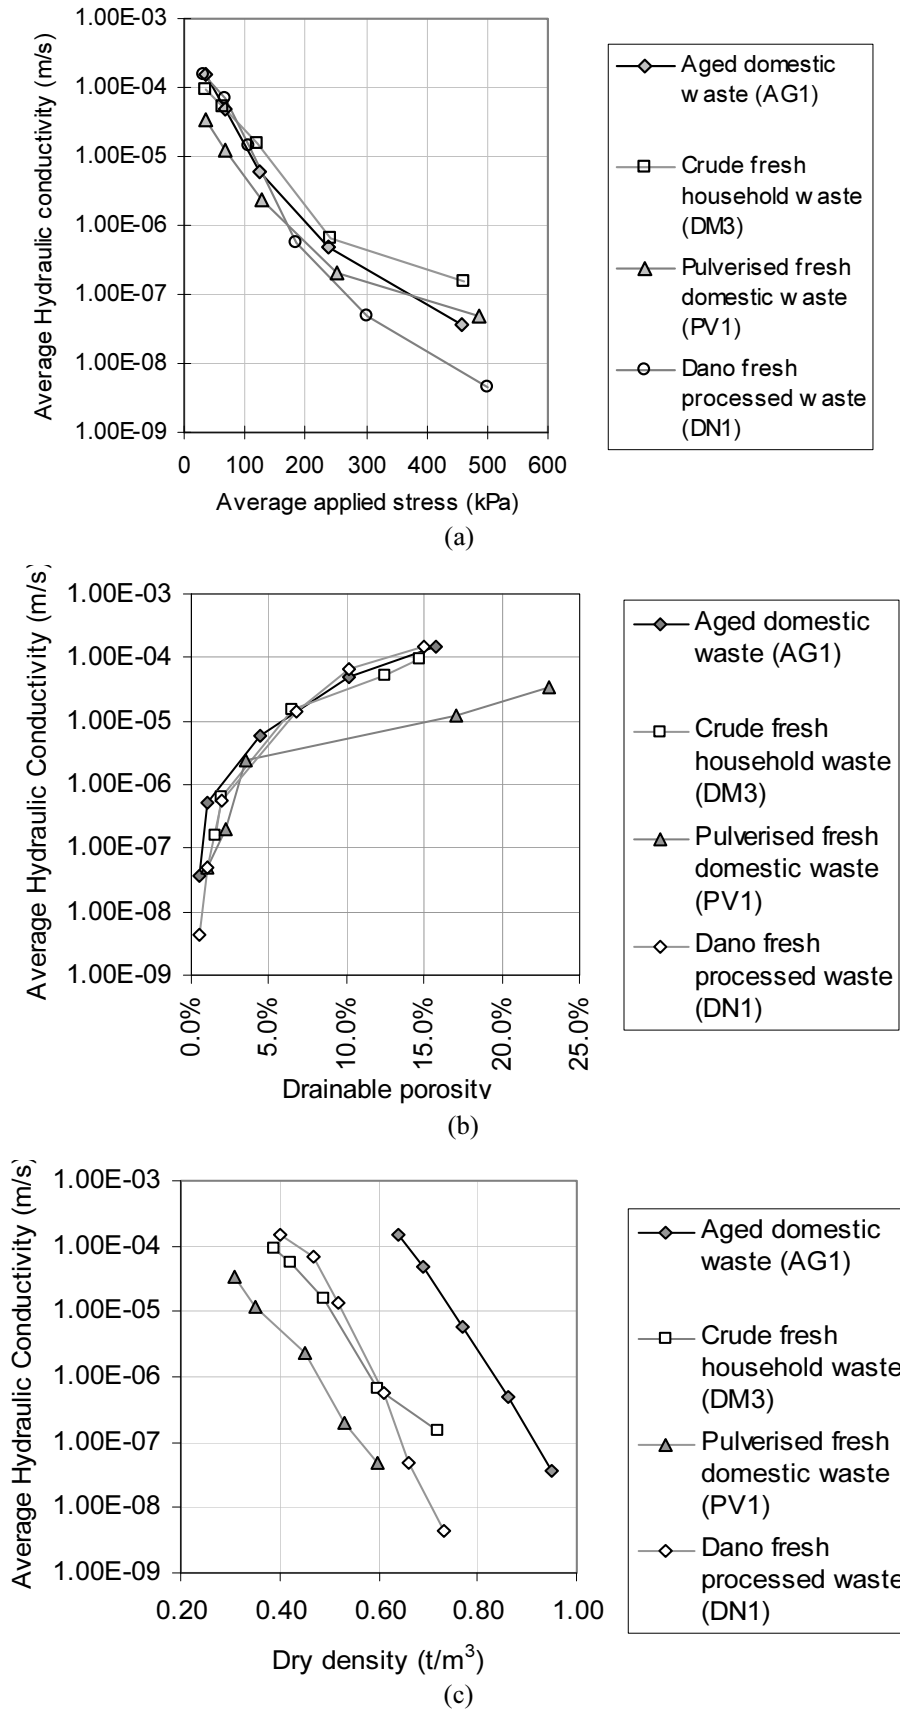 Average Hydraulic conductivity (m/s)
1.00E-03
1.00E-04
1.00E-05
1.00E-06
1.00E-07
1.00E-08
1.00E-09
0 100 200 300 400 500 600
Average applied stress (kPa)
Aged domestic
waste (AG1)
Crude fresh
household waste
(DM3)
Pulverised fresh
domestic waste
(PV1)
Dano fresh
processed waste
(DN1)
(a)
Average Hydraulic Conductivity (m/s)
1.00E-03
1.00E-04
1.00E-05
1.00E-06
1.00E-07
1.00E-08
1.00E-09
0.0% 5.0% 10.0% 15.0% 20.0% 25.0%
Drainable porosity
Aged domestic
waste (AG1)
Crude fresh
household waste
(DM3)
Pulverised fresh
domestic waste
(PV1)
Dano fresh
processed waste
(DN1)
(b)
Average Hydraulic Conductivity (m/s)
1.00E-03
1.00E-04
1.00E-05
1.00E-06
1.00E-07
1.00E-08
1.00E-09
0.20 0.40 0.60 0.80 1.00
Dry density (t/m³)
Aged domestic
waste (AG1)
Crude fresh
household waste
(DM3)
Pulverised fresh
domestic waste
(PV1)
Dano fresh
processed waste
(DN1)
(c)